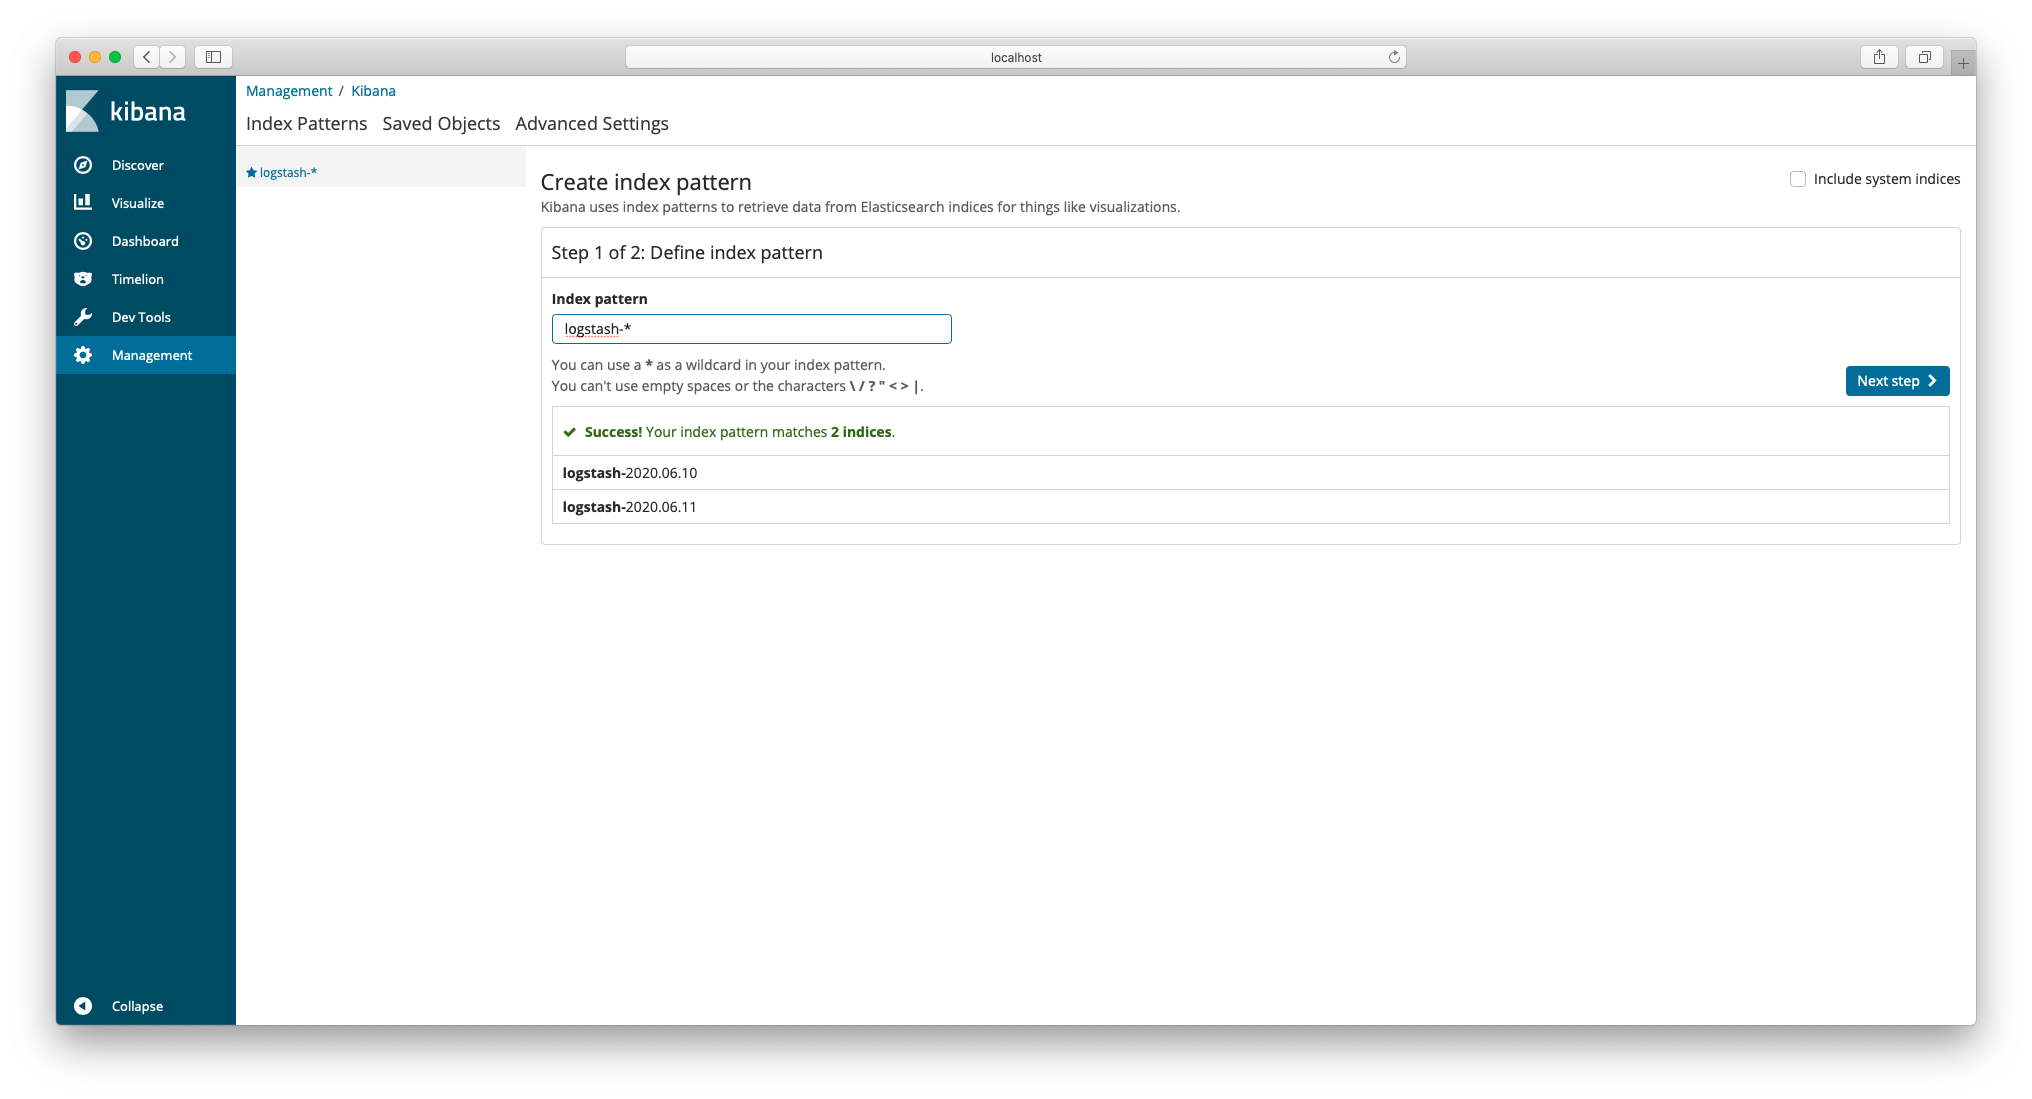 localhost
kibana
Discover
Visualize
Dashboard
Timelion
Dev Tools
Management
Collapse
Management / Kibana
Index Patterns Saved Objects Advanced Settings
★ logstash-*
Create index pattern
Include system indices
Kibana uses index patterns to retrieve data from Elasticsearch indices for things like visualizations.
Step 1 of 2: Define index pattern
Index pattern
logstash-*
You can use a * as a wildcard in your index pattern.
You can't use empty spaces or the characters \ / ? " < > |.
Next step
Success! Your index pattern matches 2 indices.
logstash-2020.06.10
logstash-2020.06.11